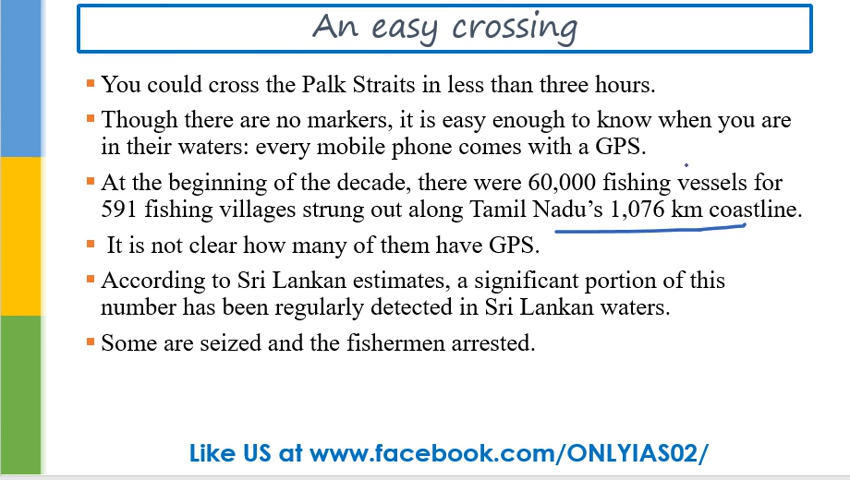 An easy crossing
You could cross the Palk Straits in less than three hours.
Though there are no markers, it is easy enough to know when you are
in their waters: every mobile phone comes with a GPS.
At the beginning of the decade, there were 60,000 fishing vessels for
591 fishing villages strung out along Tamil Nadu's 1,076 km coastline.
It is not clear how many of them have GPS.
According to Sri Lankan estimates, a significant portion of this
number has been regularly detected in Sri Lankan waters.
Some are seized and the fishermen arrested.
Like US at www.facebook.com/ONLYIAS02/